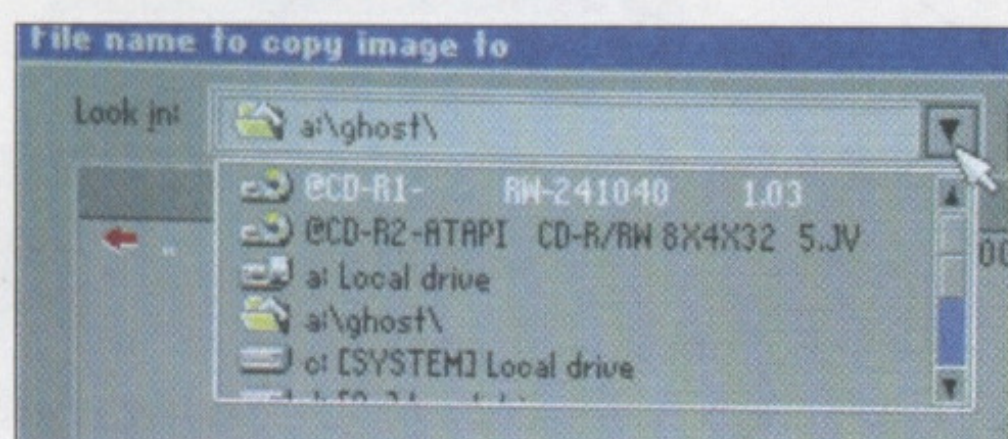 File name to copy image to
Look in:
a:\ghost\
@CD-R1- RW-241040 1.03
@CD-R2-ATAPI CD-R/RW 8X4X32 5.JV
a: Local drive
..
a:\ghost\
c: [SYSTEM] Local drive